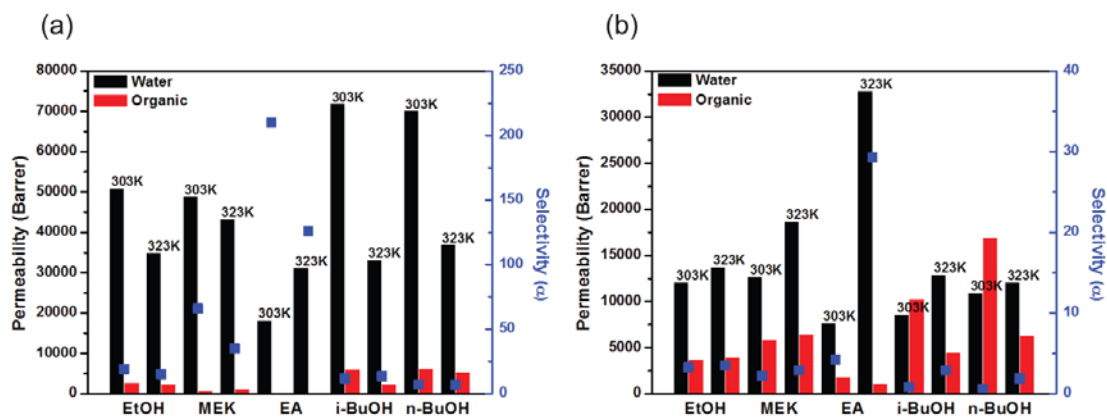 (a)
(b)
Water
Organic
Permeability (Barrer)
80000
70000
60000
50000
40000
30000
20000
10000
0
303K
323K
303K
323K
303K
323K
303K
323K
303K
323K
250
200
150
100
50
0
Selectivity (α)
EtOH MEK EA i-BuOH n-BuOH
Water
Organic
Permeability (Barrer)
35000
30000
25000
20000
15000
10000
5000
0
303K
323K
303K
323K
303K
323K
303K
323K
303K
323K
40
30
20
10
0
Selectivity (α)
EtOH MEK EA i-BuOH n-BuOH